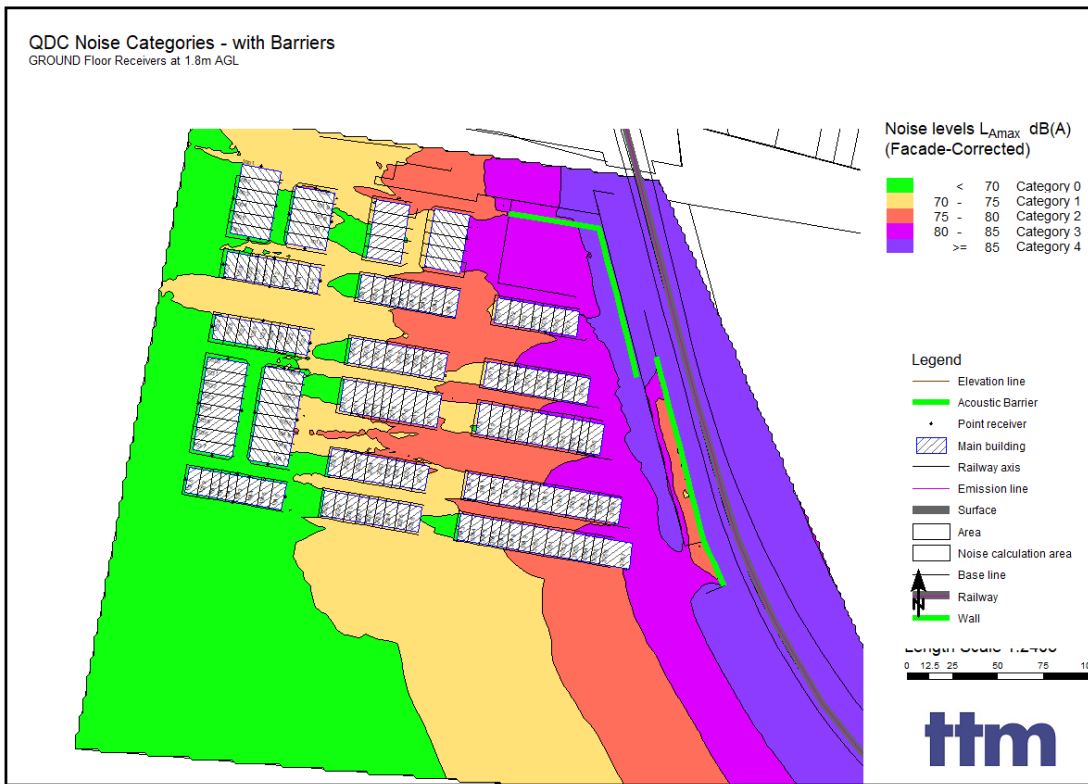 QDC Noise Categories - with Barriers
GROUND Floor Receivers at 1.8m AGL
Noise levels LAmax dB(A)
(Facade-Corrected)
< 70 Category 0
70 - 75 Category 1
75 - 80 Category 2
80 - 85 Category 3
>= 85 Category 4
Legend
Elevation line
Acoustic Barrier
Point receiver
Main building
Railway axis
Emission line
Surface
Area
Noise calculation area
Base line
Railway
Wall
Length Scale
0 12.5 25 50 75
ttm